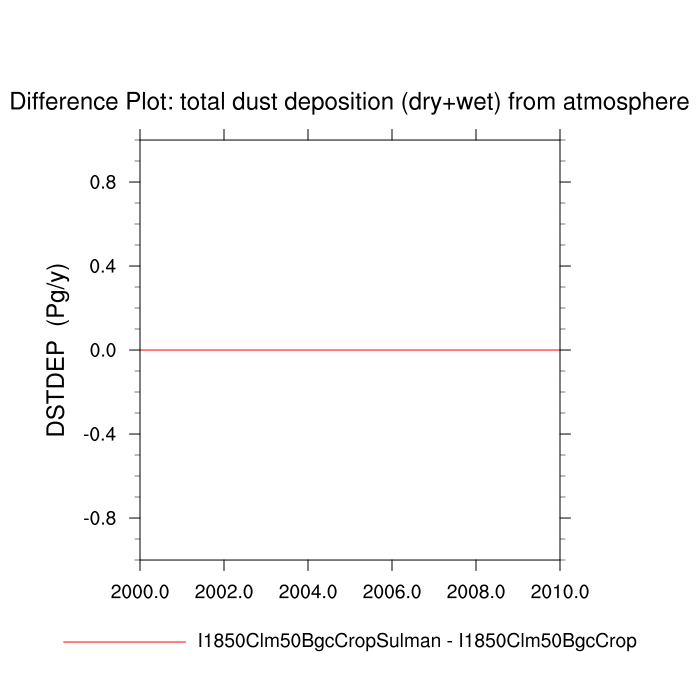 Difference Plot: total dust deposition (dry+wet) from atmosphere
0.8
0.4
0.0
-0.4
-0.8
DSTDEP (Pg/y)
2000.0 2002.0 2004.0 2006.0 2008.0 2010.0
I1850Clm50BgcCropSulman - I1850Clm50BgcCrop